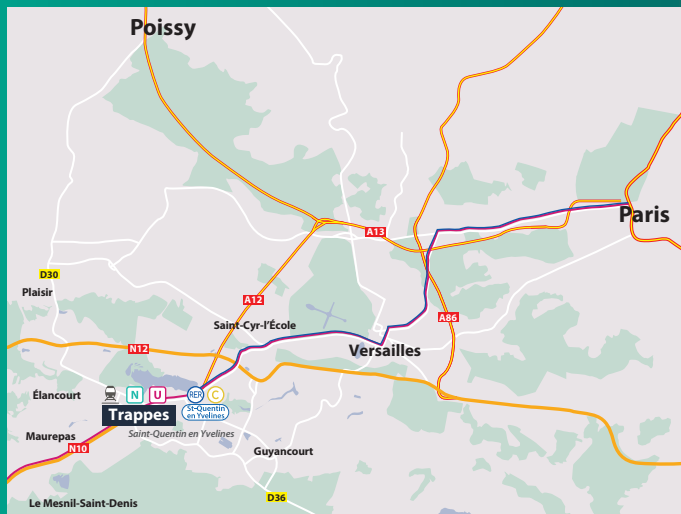 Poissy
Paris
A13
D30
Plaisir
A12
Saint-Cyr-l'École
A86
N12
Versailles
Élancourt
N
U
RER
C
Trappes
St-Quentin
en Yvelines
Saint-Quentin en Yvelines
Maurepas
N10
Guyancourt
D36
Le Mesnil-Saint-Denis